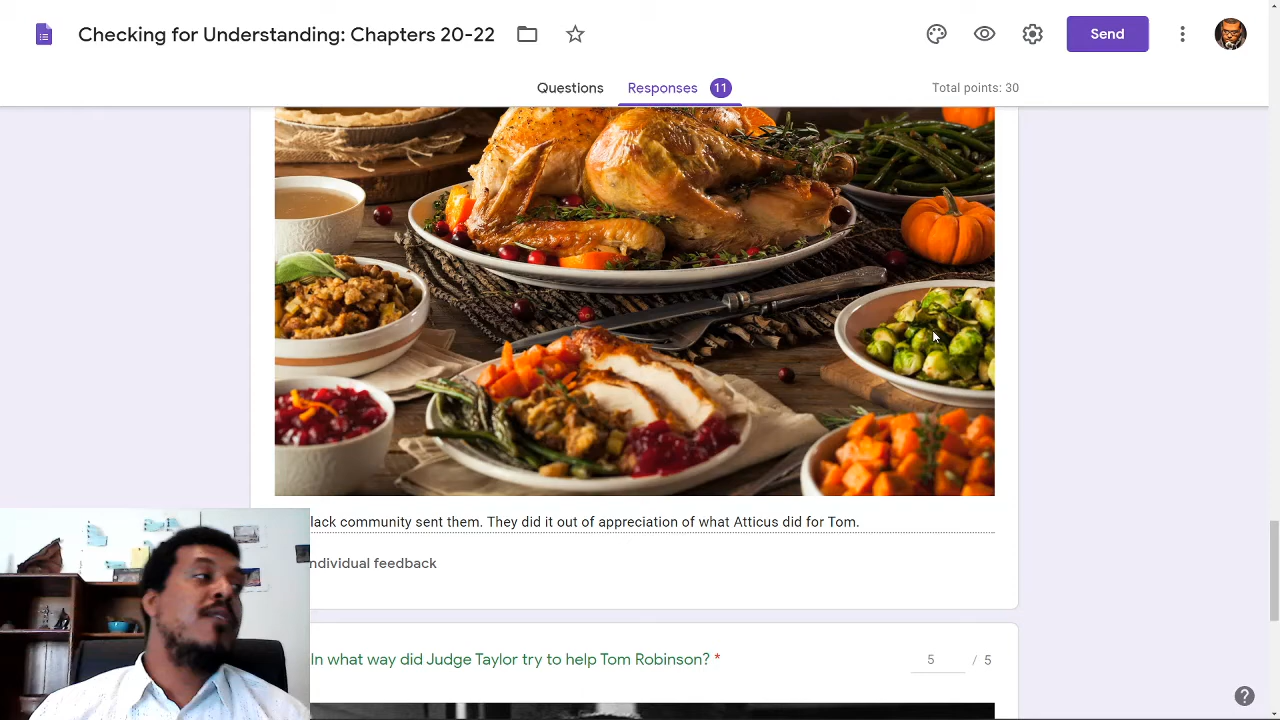 Checking for Understanding: Chapters 20-22
Send
Questions
Responses 11
Total points: 30
lack community sent them. They did it out of appreciation of what Atticus did for Tom.
ndividual feedback
In what way did Judge Taylor try to help Tom Robinson? *
5 / 5